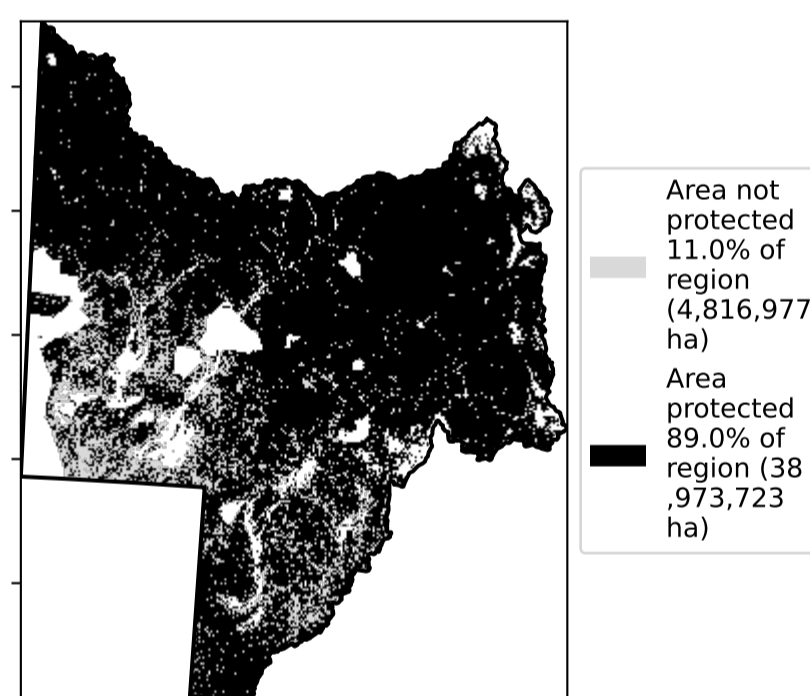 Area not
protected
11.0% of
region
(4,816,977
ha)
Area
protected
89.0% of
region (38
,973,723
ha)